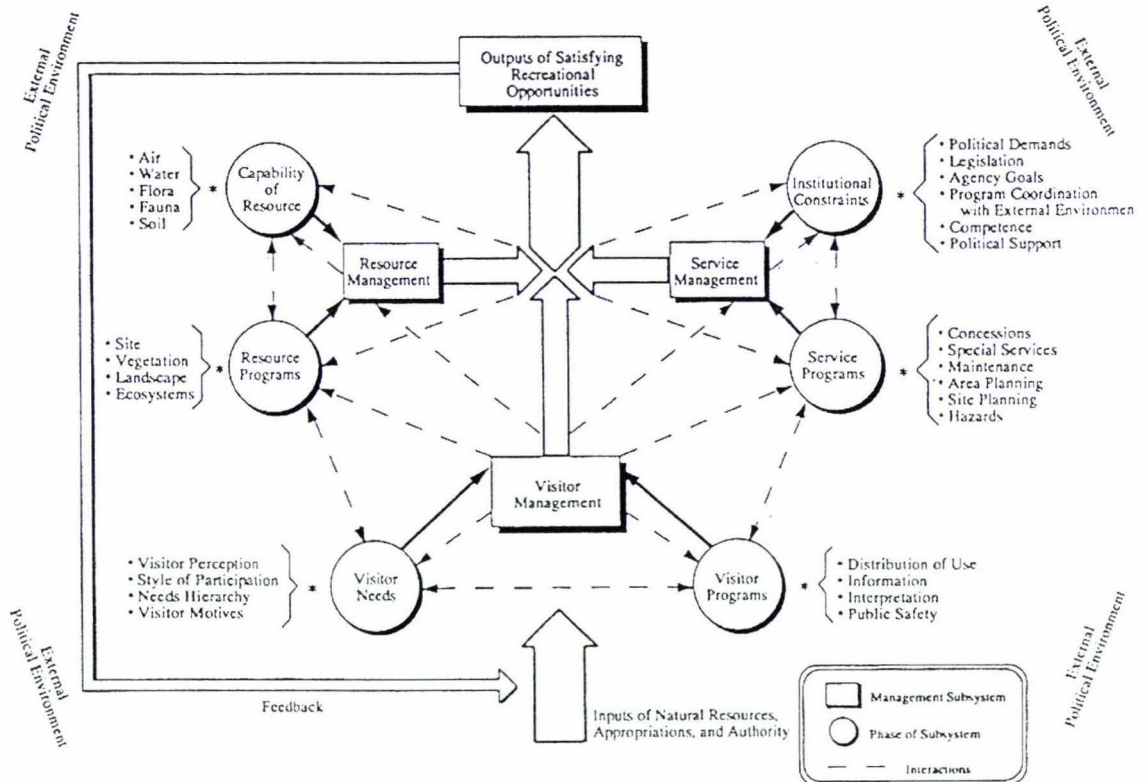 External
Political Environment
External
Political Environment
Outputs of Satisfying
Recreational
Opportunities
• Air
• Water
• Flora
• Fauna
• Soil
*
Capability
of
Resource
Institutional
Constraints
*
• Political Demands
• Legislation
• Agency Goals
• Program Coordination
with External Environmen
• Competence
• Political Support
Resource
Management
Service
Management
• Site
• Vegetation
• Landscape
• Ecosystems
*
Resource
Programs
Service
Programs
*
• Concessions
• Special Services
• Maintenance
• Area Planning
• Site Planning
• Hazards
Visitor
Management
• Visitor Perception
• Style of Participation
• Needs Hierarchy
• Visitor Motives
*
Visitor
Needs
Visitor
Programs
*
• Distribution of Use
• Information
• Interpretation
• Public Safety
External
Political Environment
External
Political Environment
Feedback
Inputs of Natural Resources,
Appropriations, and Authority
Management Subsystem
Phase of Subsystem
Interactions